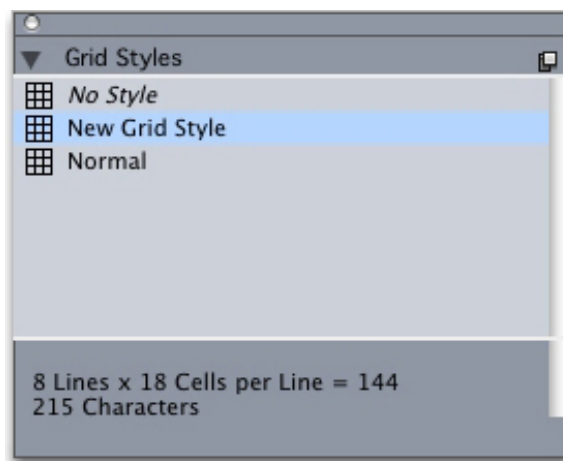 Grid Styles
No Style
New Grid Style
Normal
8 Lines x 18 Cells per Line = 144
215 Characters